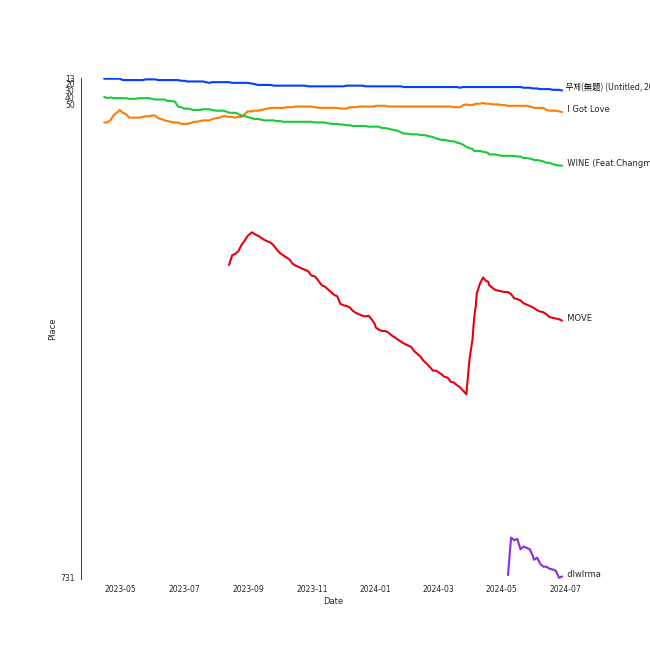 13
20
30
40
50
731
Place
무제(無題) (Untitled, 20
I Got Love
WINE (Feat.Changm
MOVE
dlwlrma
2023-05 2023-07 2023-09 2023-11 2024-01 2024-03 2024-05 2024-07
Date